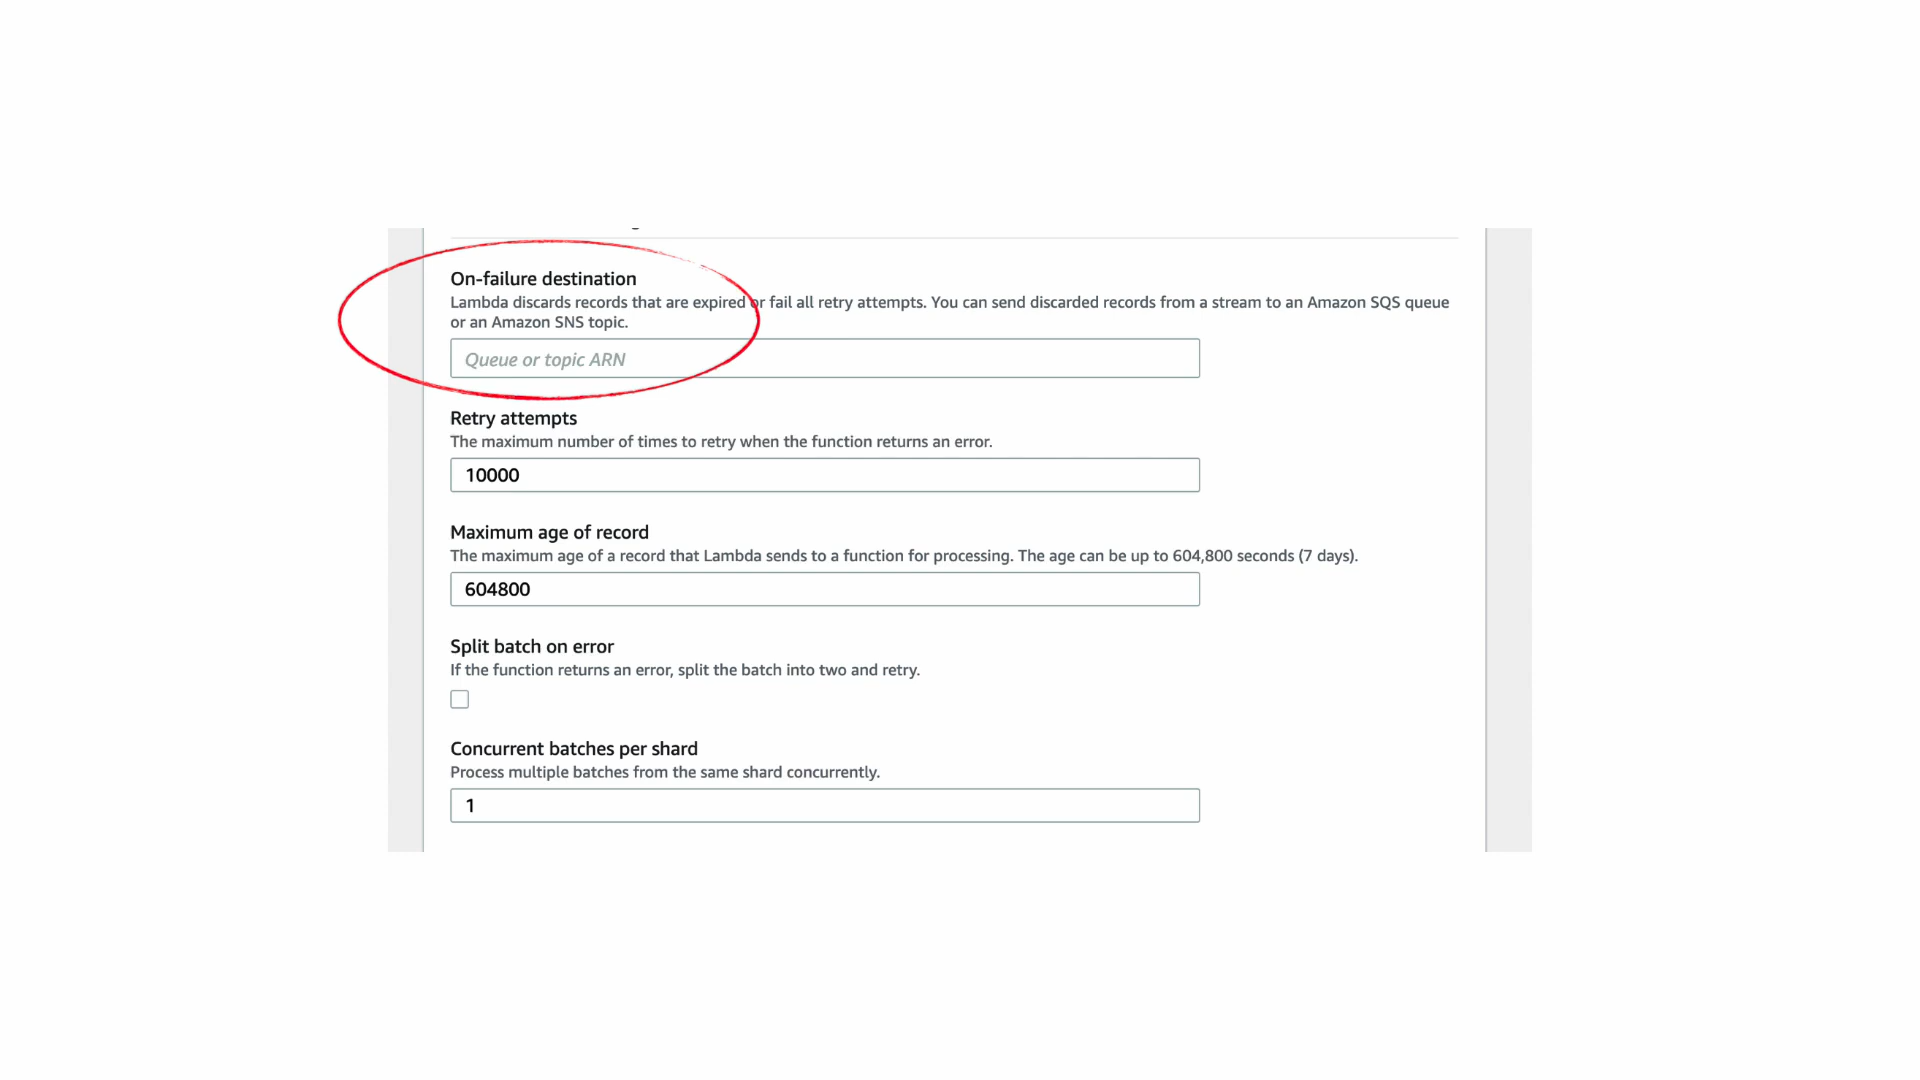 On-failure destination
Lambda discards records that are expired or fail all retry attempts. You can send discarded records from a stream to an Amazon SQS queue
or an Amazon SNS topic.
Queue or topic ARN
Retry attempts
The maximum number of times to retry when the function returns an error.
10000
Maximum age of record
The maximum age of a record that Lambda sends to a function for processing. The age can be up to 604,800 seconds (7 days).
604800
Split batch on error
If the function returns an error, split the batch into two and retry.
Concurrent batches per shard
Process multiple batches from the same shard concurrently.
1